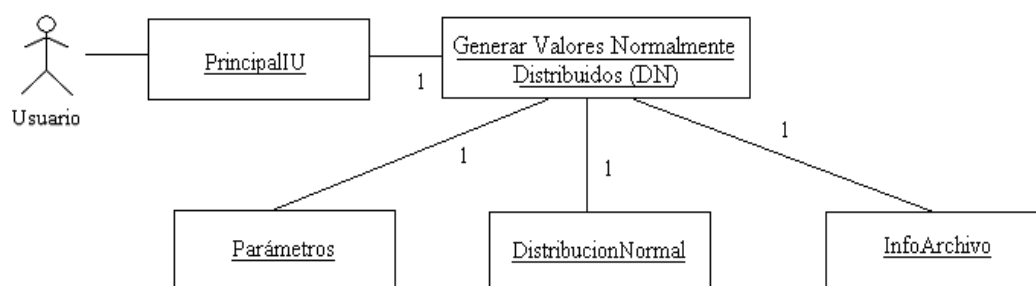 Usuario
PrincipalIU
1
Generar Valores Normalmente
Distribuidos (DN)
1
1
1
Parámetros
DistribucionNormal
InfoArchivo